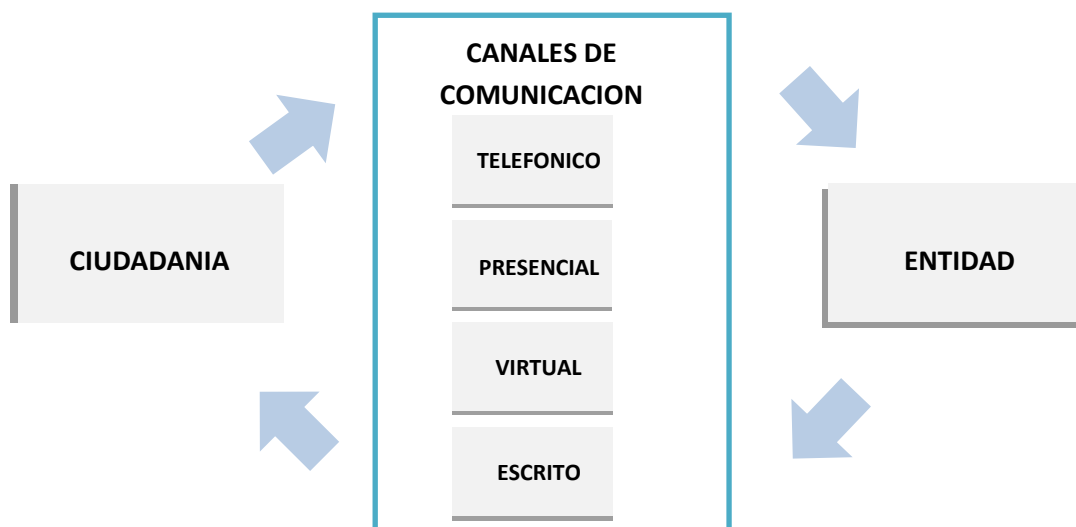 CANALES DE
COMUNICACION
TELEFONICO
CIUDADANIA
PRESENCIAL
ENTIDAD
VIRTUAL
ESCRITO